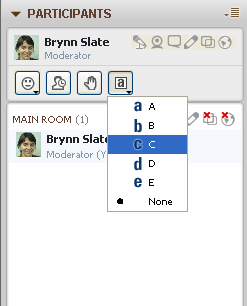 PARTICIPANTS
Brynn Slate
Moderator
a
a A
b B
MAIN ROOM (1)
c C
Brynn Slate
d D
Moderator (Y
e E
None